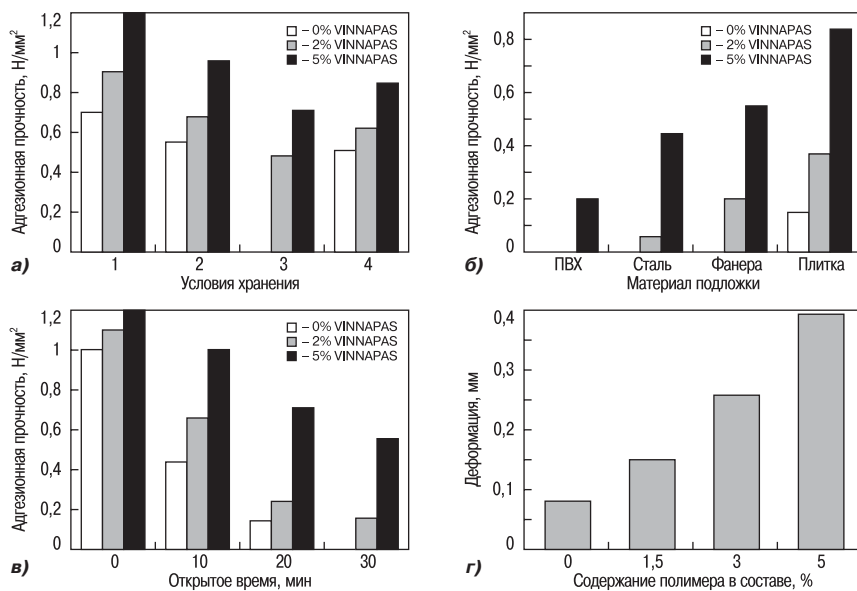 Адгезионная прочность, Н/мм²
1,2
1
0,8
0,6
0,4
0,2
0
– 0% VINNAPAS
– 2% VINNAPAS
– 5% VINNAPAS
1 2 3 4
Условия хранения
а)
Адгезионная прочность, Н/мм²
0,8
0,6
0,4
0,2
0
– 0% VINNAPAS
– 2% VINNAPAS
– 5% VINNAPAS
ПВХ Сталь Фанера Плитка
Материал подложки
б)
Адгезионная прочность, Н/мм²
1,2
1
0,8
0,6
0,4
0,2
0
– 0% VINNAPAS
– 2% VINNAPAS
– 5% VINNAPAS
0 10 20 30
Открытое время, мин
в)
Деформация, мм
0,4
0,2
0,1
0
0 1,5 3 5
Содержание полимера в составе, %
г)